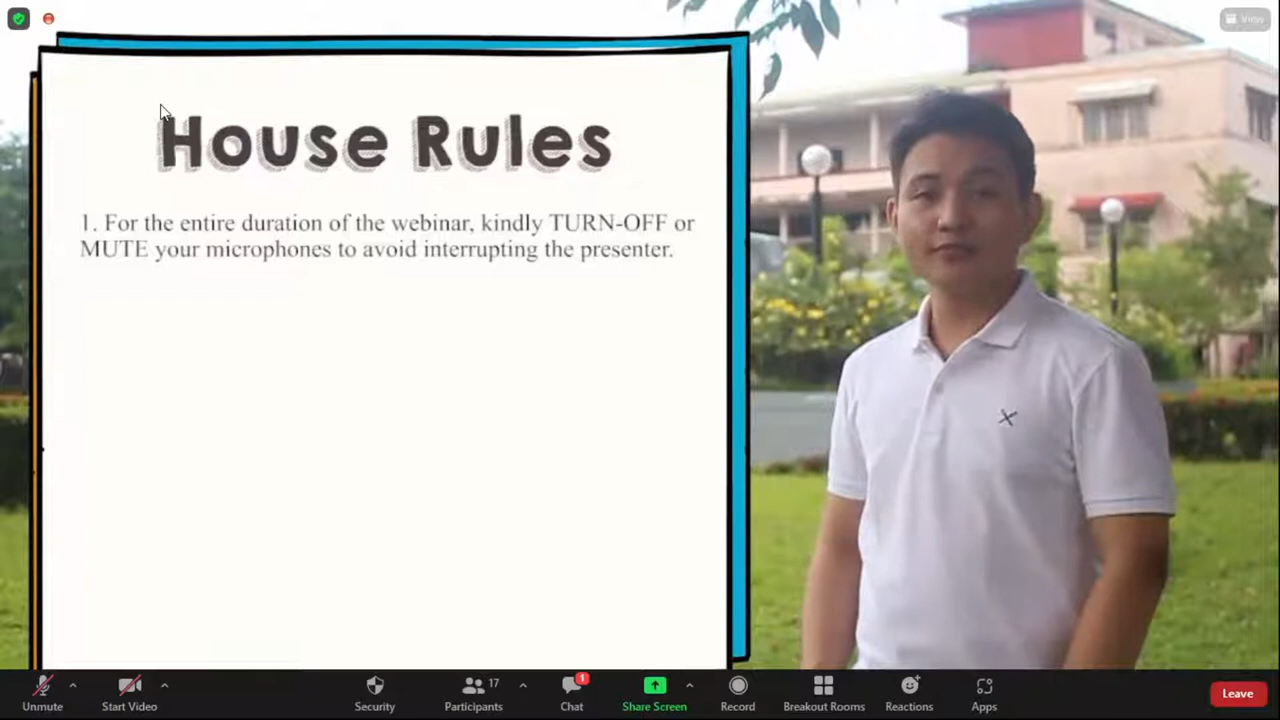 View
House Rules
1. For the entire duration of the webinar, kindly TURN-OFF or
MUTE your microphones to avoid interrupting the presenter.
Unmute
Start Video
Security
17
Participants
1
Chat
Share Screen
Record
Breakout Rooms
Reactions
Apps
Leave